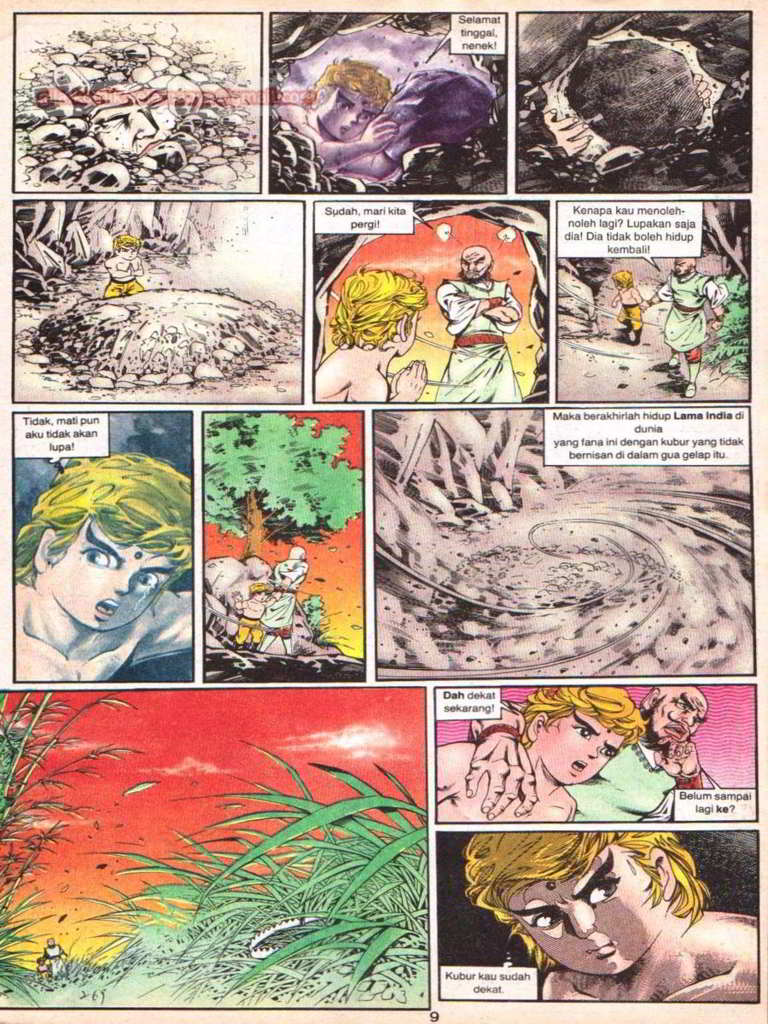 Selamat
tinggal,
nenek!
Sudah, mari kita
pergi!
Kenapa kau menoleh-
noleh lagi? Lupakan saja
dia! Dia tidak boleh hidup
kembali!
Tidak, mati pun
aku tidak akan
lupa!
Maka berakhirlah hidup Lama India di
dunia
yang fana ini dengan kubur yang tidak
bernisan di dalam gua gelap itu.
Dah dekat
sekarang!
Belum sampai
lagi ke?
Kubur kau sudah
dekat.
9